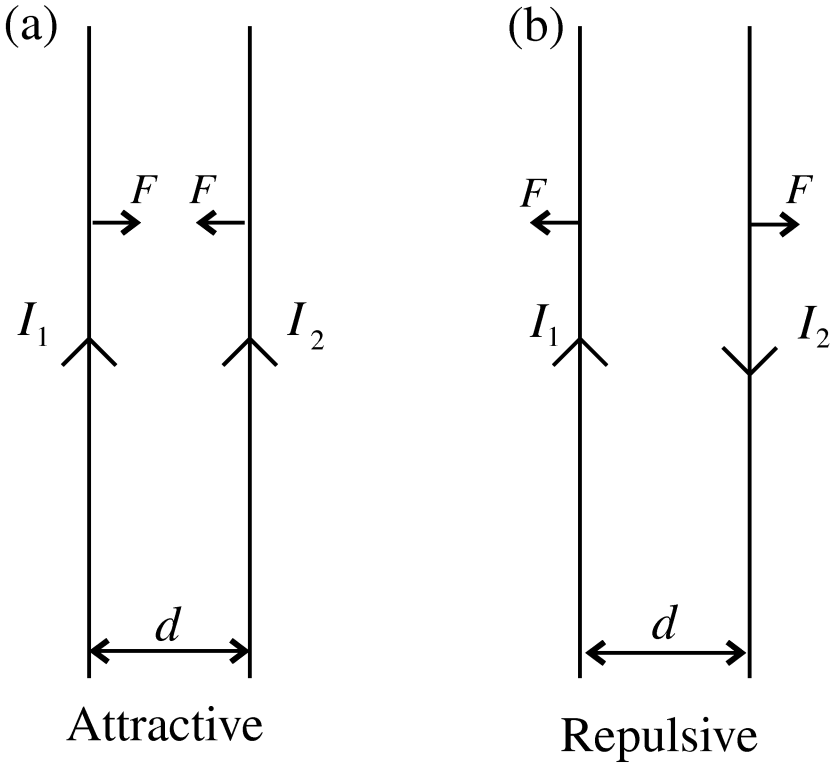 (a)
F F
I1 I2
d
Attractive
(b)
F F
I1 I2
d
Repulsive